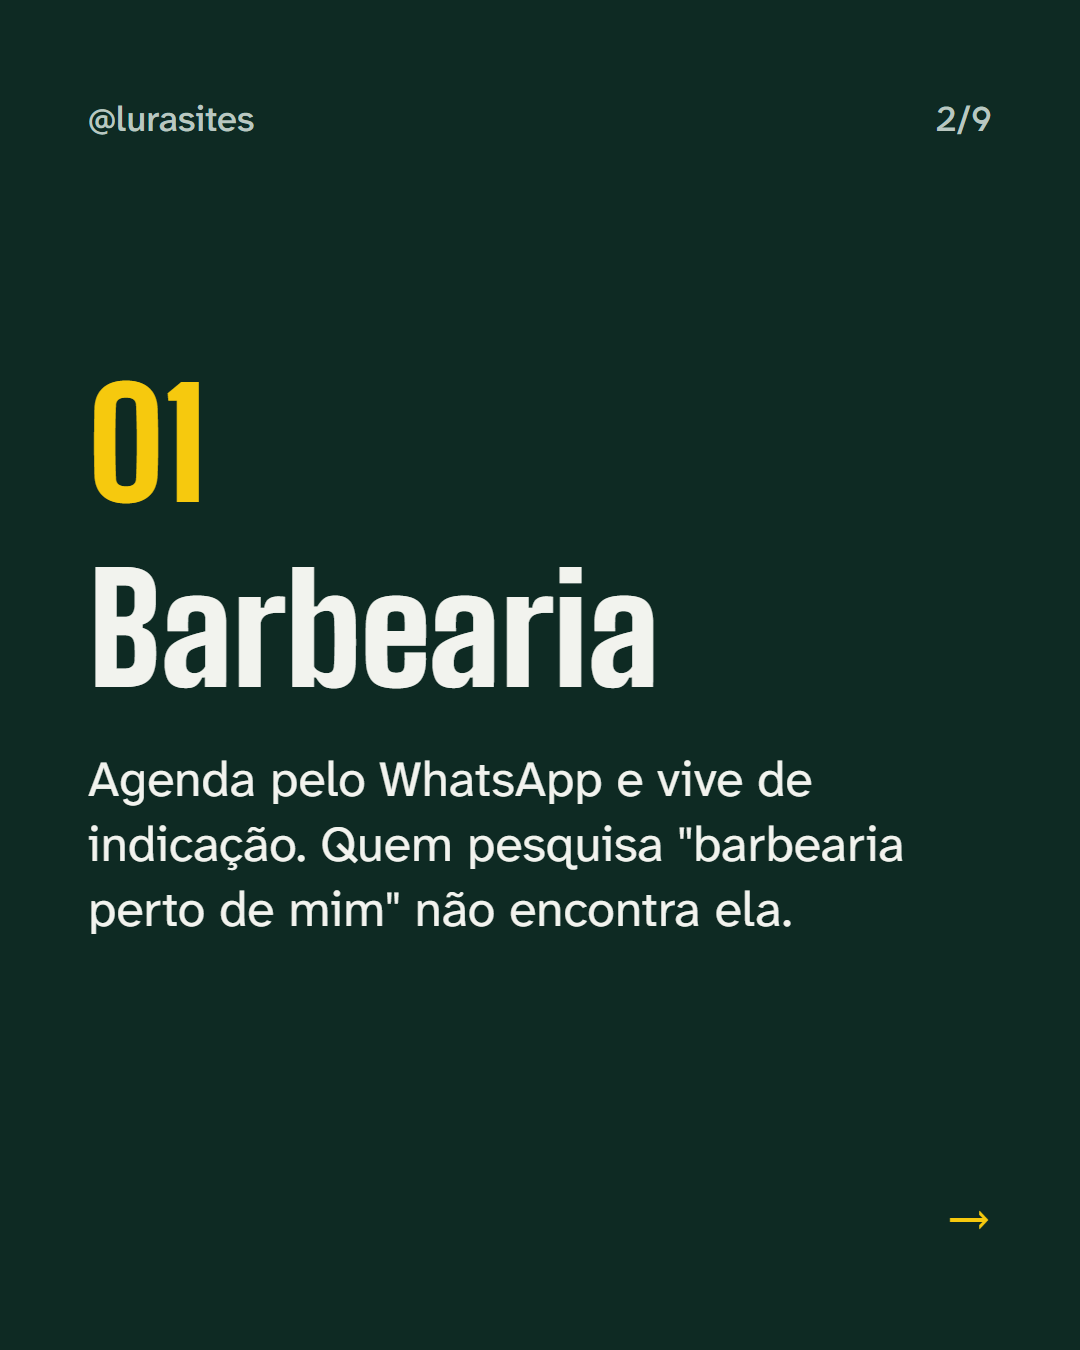 @lurasites
2/9
01
Barbearia
Agenda pelo WhatsApp e vive de
indicação. Quem pesquisa "barbearia
perto de mim" não encontra ela.
→